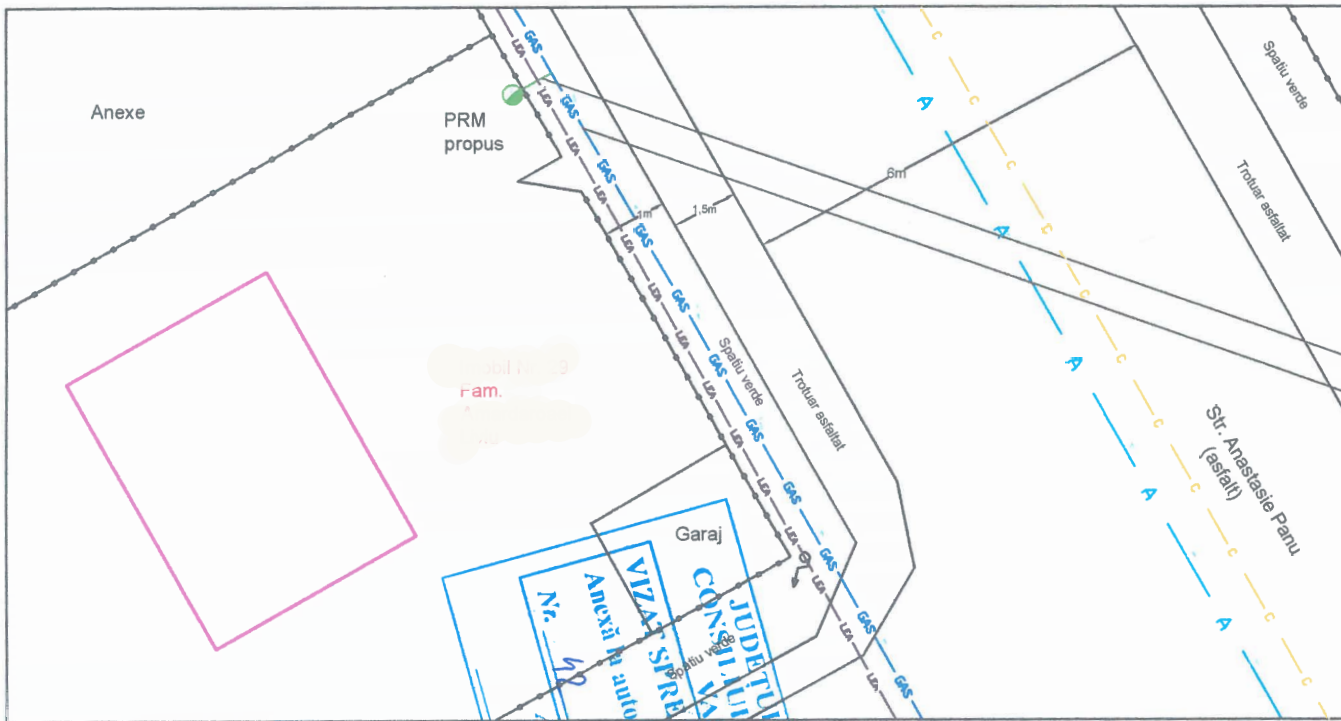 Anexe
PRM
propus
GAS
LEA
1m
1,5m
6m
A
C
Spatiu verde
Trotuar asfaltat
Spatiu verde
Trotuar asfaltat
Str. Anastasie Panu
(asfalt)
Fam.
Garaj
Spatiu verde
JUDEȚUL
CONSILIUL
VA
VIZAT SPRE
Anexă la auto
Nr.